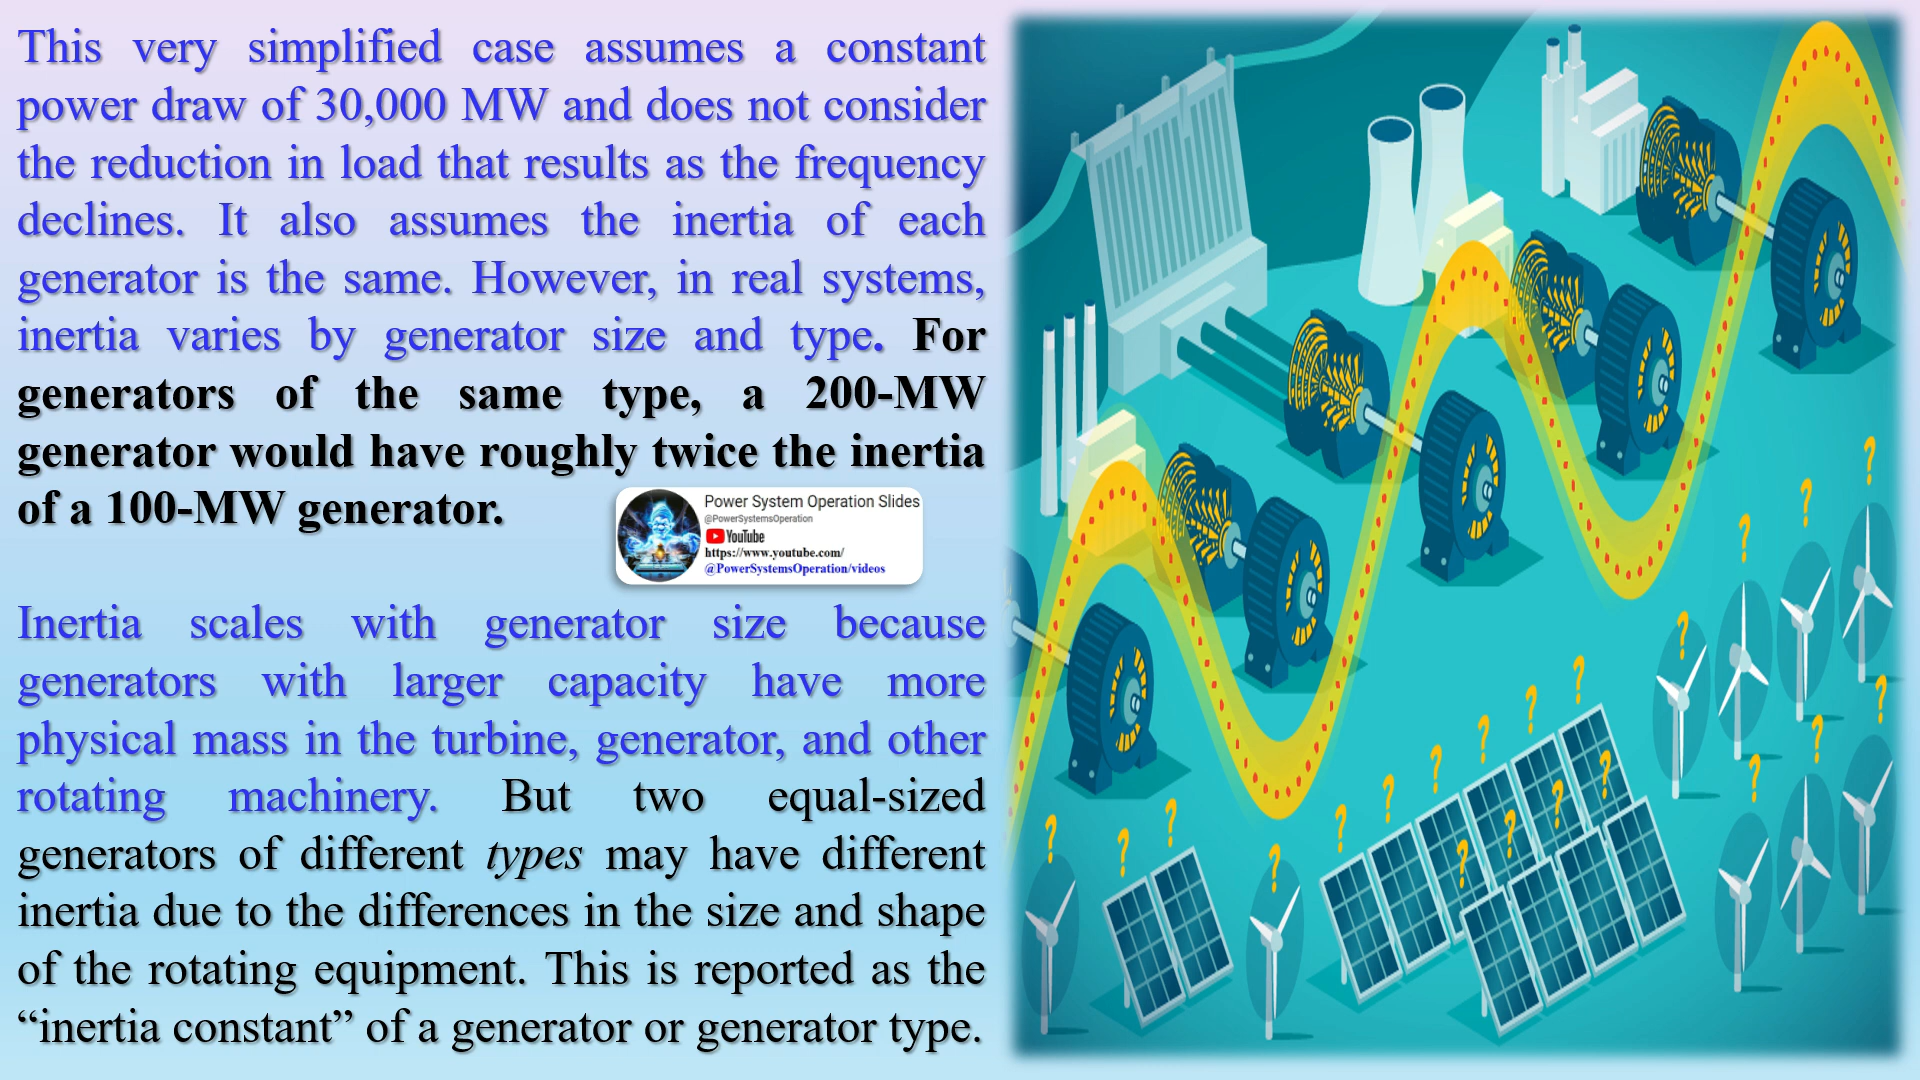 This very simplified case assumes a constant
power draw of 30,000 MW and does not consider
the reduction in load that results as the frequency
declines. It also assumes the inertia of each
generator is the same. However, in real systems,
inertia varies by generator size and type. For
generators of the same type, a 200-MW
generator would have roughly twice the inertia
of a 100-MW generator.
Power System Operation Slides
@PowerSystemsOperation
YouTube
https://www.youtube.com/
@PowerSystemsOperation/videos
Inertia scales with generator size because
generators with larger capacity have more
physical mass in the turbine, generator, and other
rotating machinery. But two equal-sized
generators of different types may have different
inertia due to the differences in the size and shape
of the rotating equipment. This is reported as the
“inertia constant” of a generator or generator type.